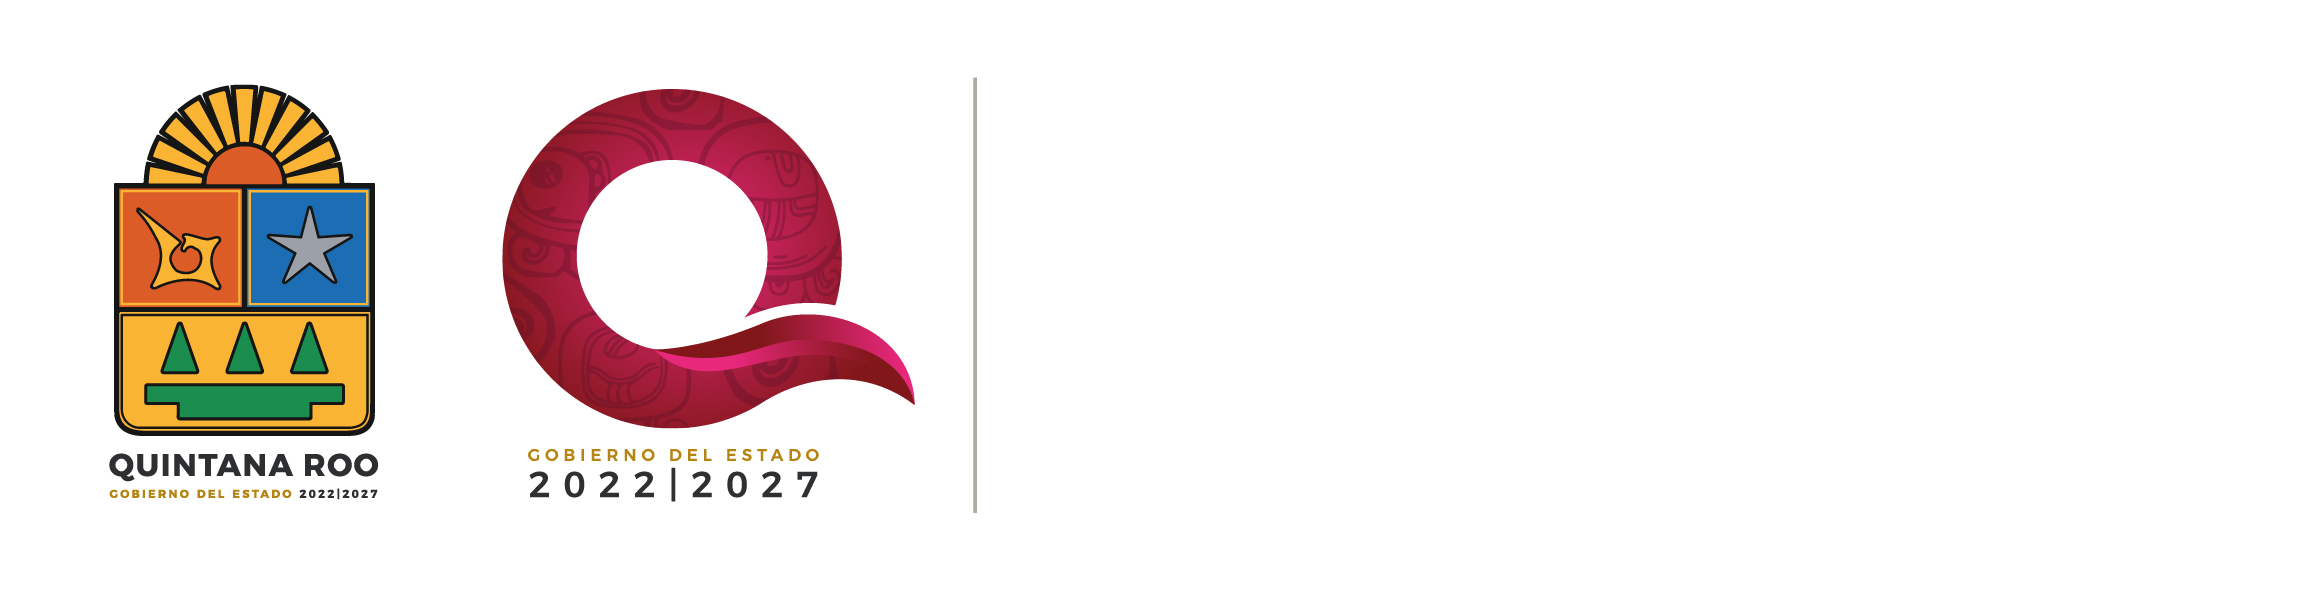 QUINTANA ROO
GOBIERNO DEL ESTADO 2022|2027
GOBIERNO DEL ESTADO
2022|2027